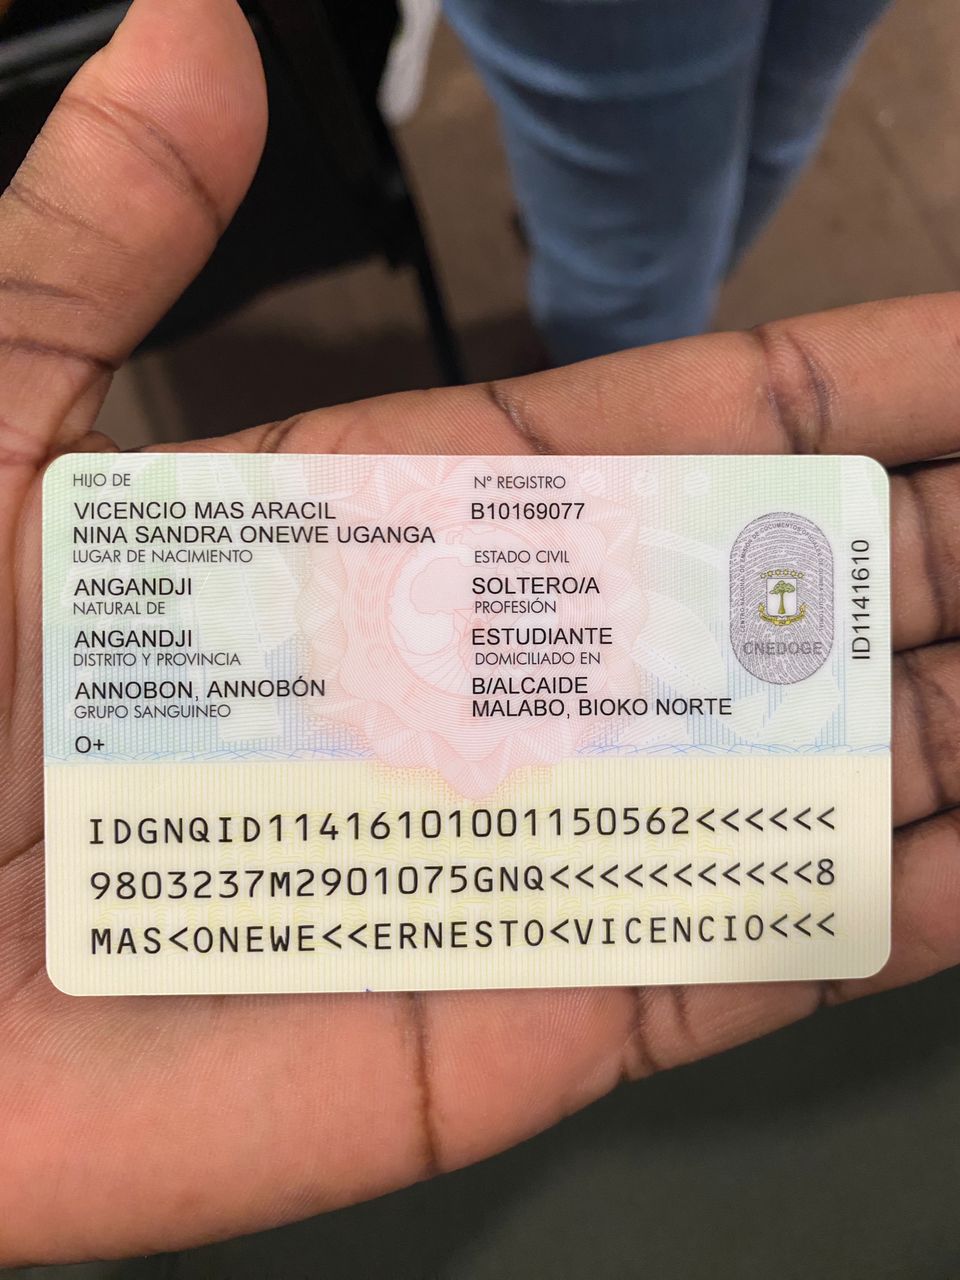 HIJO DE
VICENCIO MAS ARACIL
NINA SANDRA ONEWE UGANGA
LUGAR DE NACIMIENTO
ANGANDJI
NATURAL DE
ANGANDJI
DISTRITO Y PROVINCIA
ANNOBON, ANNOBÓN
GRUPO SANGUINEO
O+
Nº REGISTRO
B10169077
ESTADO CIVIL
SOLTERO/A
PROFESIÓN
ESTUDIANTE
DOMICILIADO EN
B/ALCAIDE
MALABO, BIOKO NORTE
CNEDOGE
ID1141610
IDGNQID11416101001150562<<<<<<
9803237M2901075GNQ<<<<<<<<<<<8
MAS<ONEWE<<ERNESTO<VICENCIO<<<